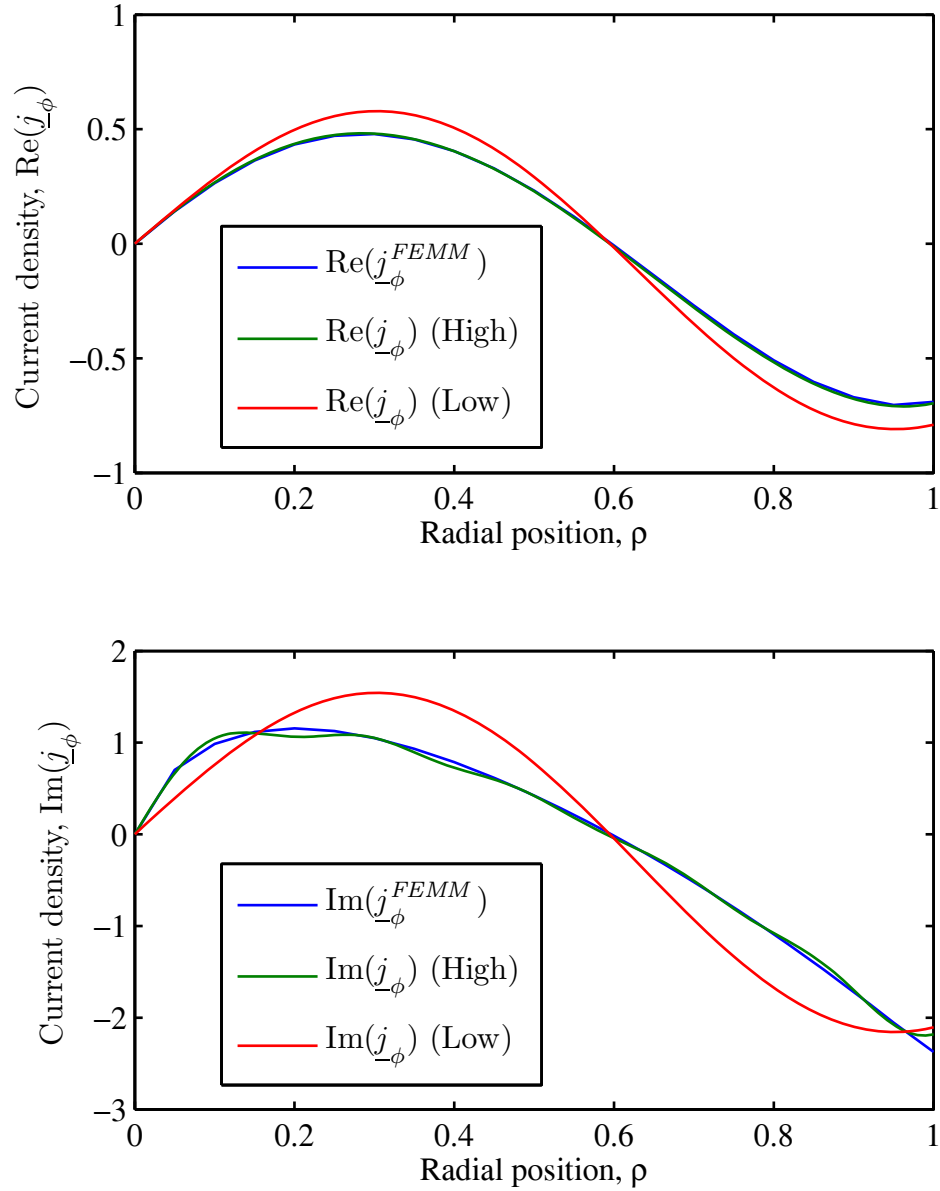 1
0.5
0
−0.5
−1
Current density, Re(j_ϕ)
Re(j_ϕ^FEMM)
Re(j_ϕ) (High)
Re(j_ϕ) (Low)
0 0.2 0.4 0.6 0.8 1
Radial position, ρ
2
1
0
−1
−2
−3
Current density, Im(j_ϕ)
Im(j_ϕ^FEMM)
Im(j_ϕ) (High)
Im(j_ϕ) (Low)
0 0.2 0.4 0.6 0.8 1
Radial position, ρ